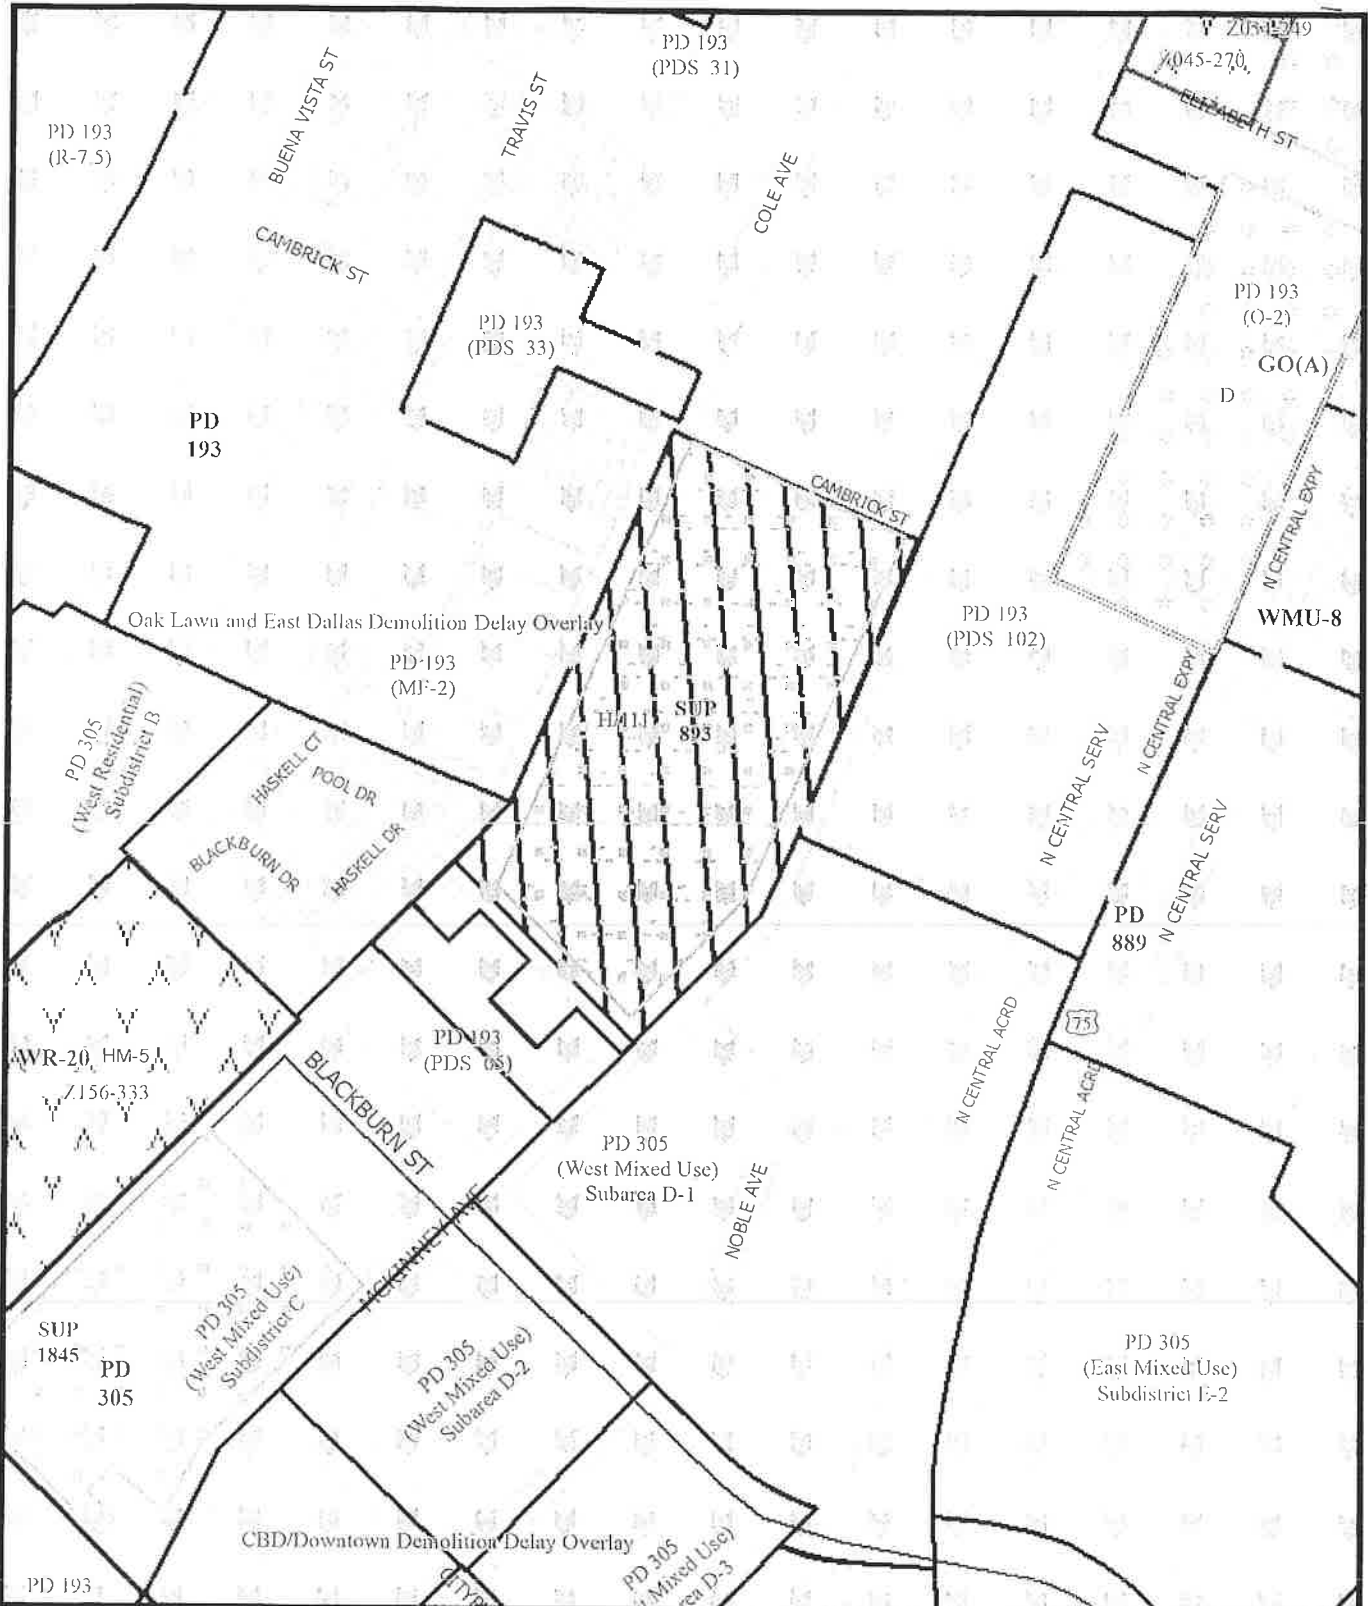 PD 193
(PDS 31)
Z045-270
ELIZABETH ST
PD 193
(R-7.5)
BUENA VISTA ST
TRAVIS ST
COLE AVE
CAMBRICK ST
PD 193
(O-2)
GO(A)
D
PD 193
(PDS 33)
PD
193
CAMBRICK ST
N CENTRAL EXPY
Oak Lawn and East Dallas Demolition Delay Overlay
PD 193
(MF-2)
PD 193
(PDS 102)
WMU-8
N CENTRAL EXPY
PD 305
(West Residential)
Subdistrict B
HASKELL CT
POOL DR
BLACKBURN DR
HASKELL DR
SUP
893
N CENTRAL SERV
N CENTRAL SERV
PD
889
75
N CENTRAL ACRD
N CENTRAL ACRD
WR-20
HM-5
Z156-333
PD 193
BLACKBURN ST
MCKINNEY AVE
PD 305
(West Mixed Use)
Subarea D-1
NOBLE AVE
PD 305
(West Mixed Use)
Subdistrict C
SUP
1845
PD
305
PD 305
(West Mixed Use)
Subarea D-2
PD 305
(East Mixed Use)
Subdistrict E-2
CBD/Downtown Demolition Delay Overlay
PD 305
Mixed Use)
D-3
PD 193